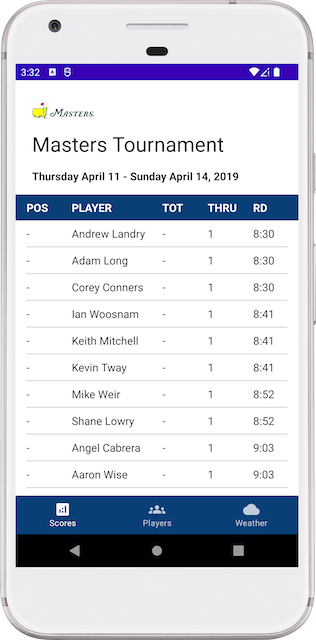 3:32
MASTERS.
Masters Tournament
Thursday April 11 - Sunday April 14, 2019
POS PLAYER TOT THRU RD
- Andrew Landry - 1 8:30
- Adam Long - 1 8:30
- Corey Conners - 1 8:30
- Ian Woosnam - 1 8:41
- Keith Mitchell - 1 8:41
- Kevin Tway - 1 8:41
- Mike Weir - 1 8:52
- Shane Lowry - 1 8:52
- Angel Cabrera - 1 9:03
- Aaron Wise - 1 9:03
Scores Players Weather